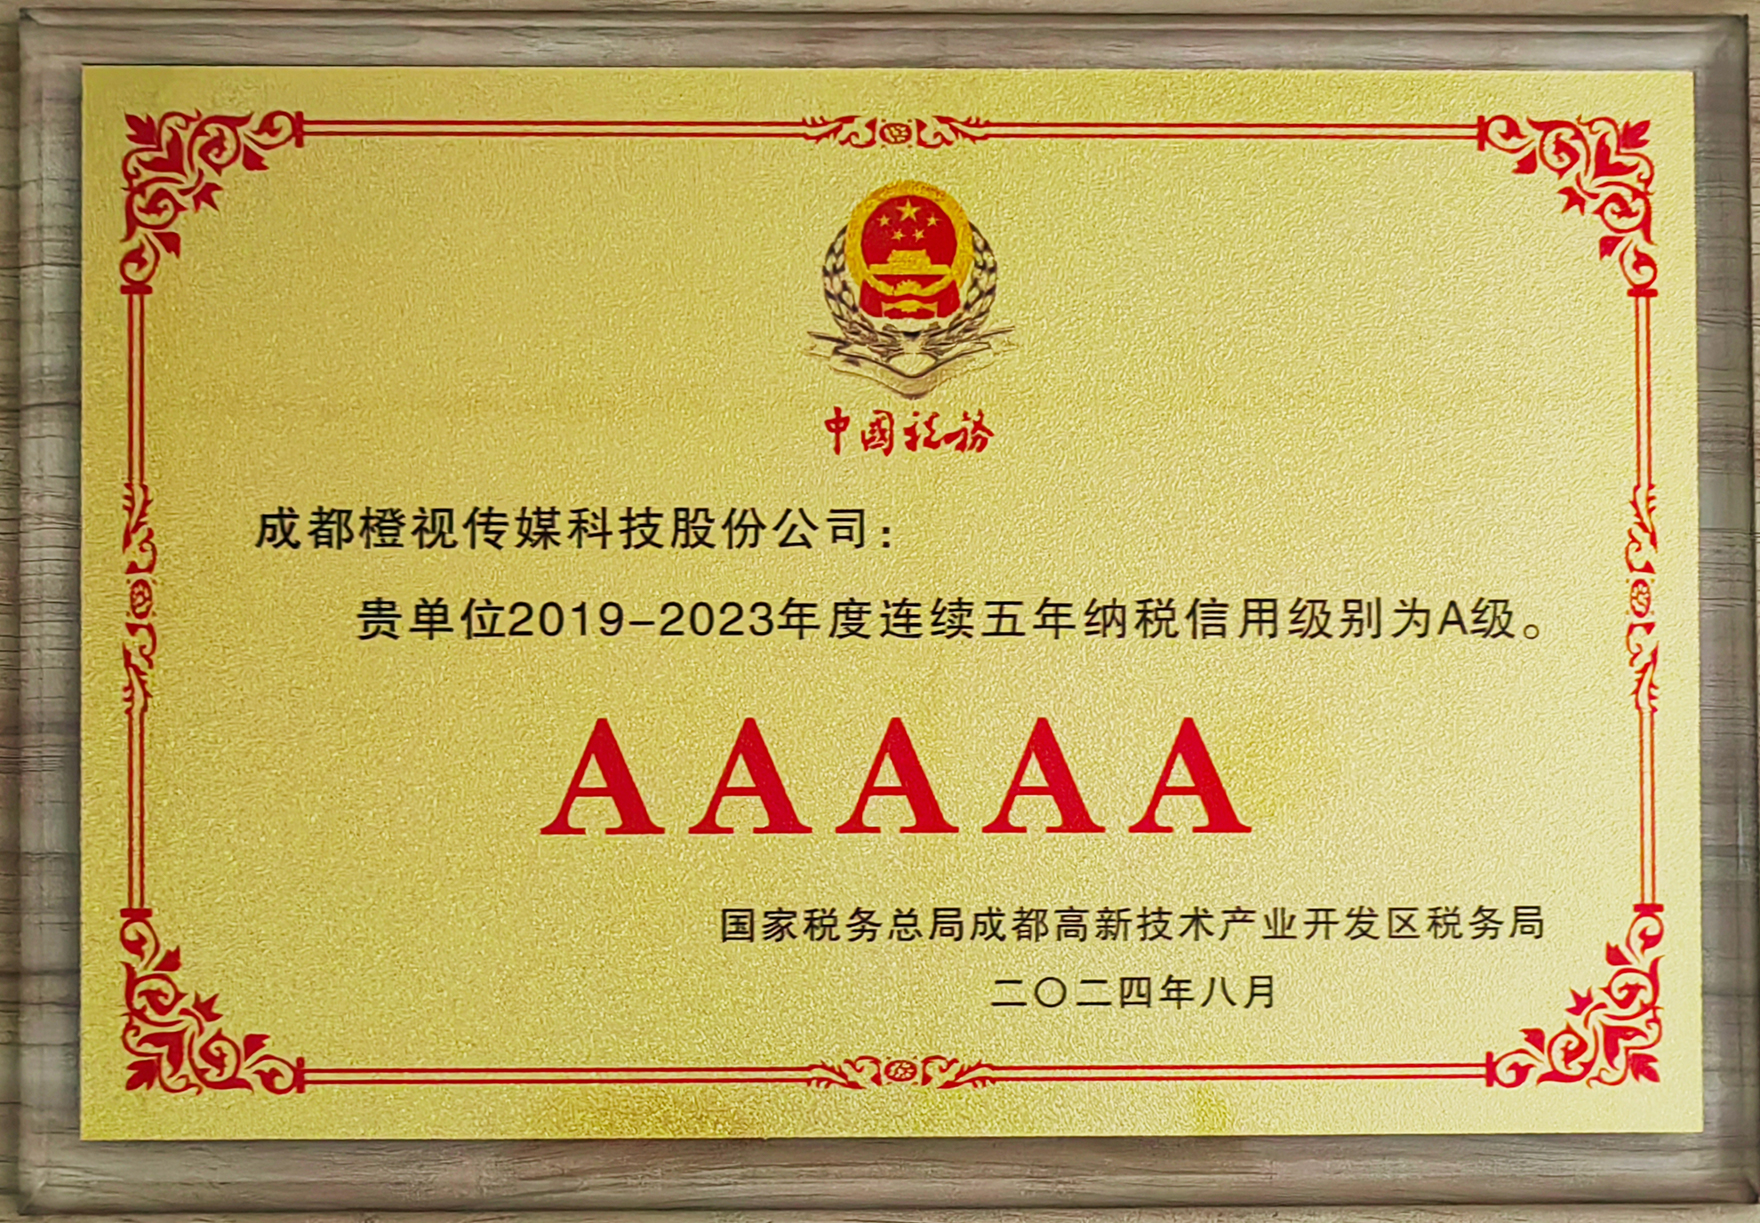 中國税務
成都橙视传媒科技股份公司：
贵单位2019-2023年度连续五年纳税信用级别为A级。
AAAAA
国家税务总局成都高新技术产业开发区税务局
二〇二四年八月